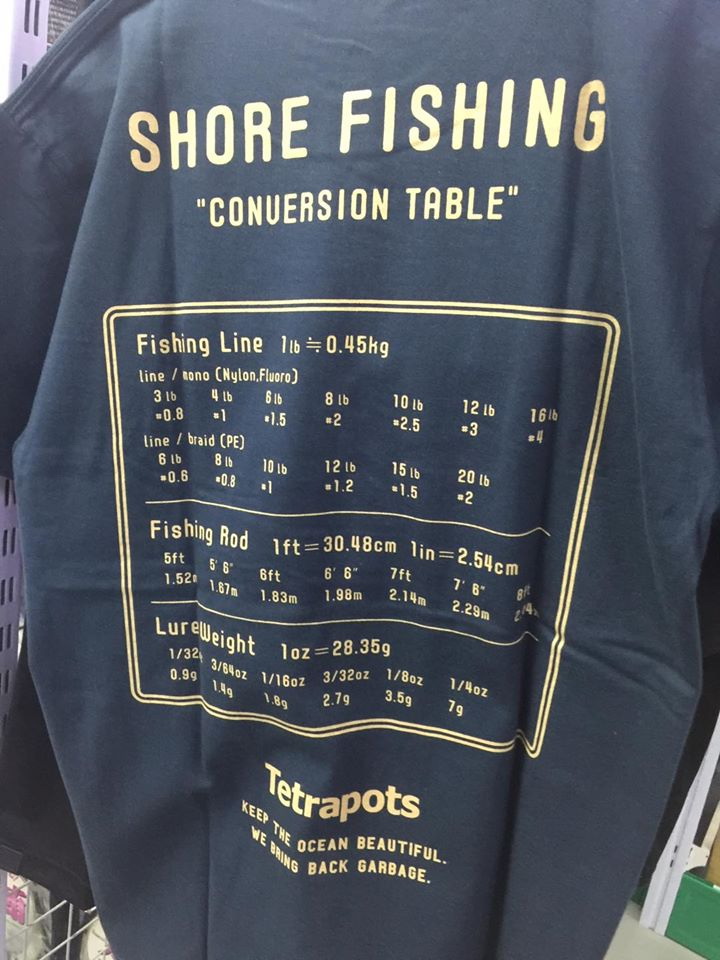 SHORE FISHING
"CONVERSION TABLE"
Fishing Line 1lb≒0.45kg
line / mono (Nylon,Fluoro)
3 lb 4 lb 6 lb 8 lb 10 lb 12 lb 16 lb
#0.8 #1 #1.5 #2 #2.5 #3 #4
line / braid (PE)
6 lb 8 lb 10 lb 12 lb 15 lb 20 lb
#0.6 #0.8 #1 #1.2 #1.5 #2
Fishing Rod 1ft=30.48cm 1in=2.54cm
5ft 5' 6" 6ft 6' 6" 7ft 7' 6"
1.52m 1.67m 1.83m 1.98m 2.14m 2.29m
Lure Weight 1oz=28.35g
1/32 3/64oz 1/16oz 3/32oz 1/8oz 1/4oz
0.9g 1.4g 1.8g 2.7g 3.5g 7g
Tetrapots
KEEP THE OCEAN BEAUTIFUL.
WE BRING BACK GARBAGE.